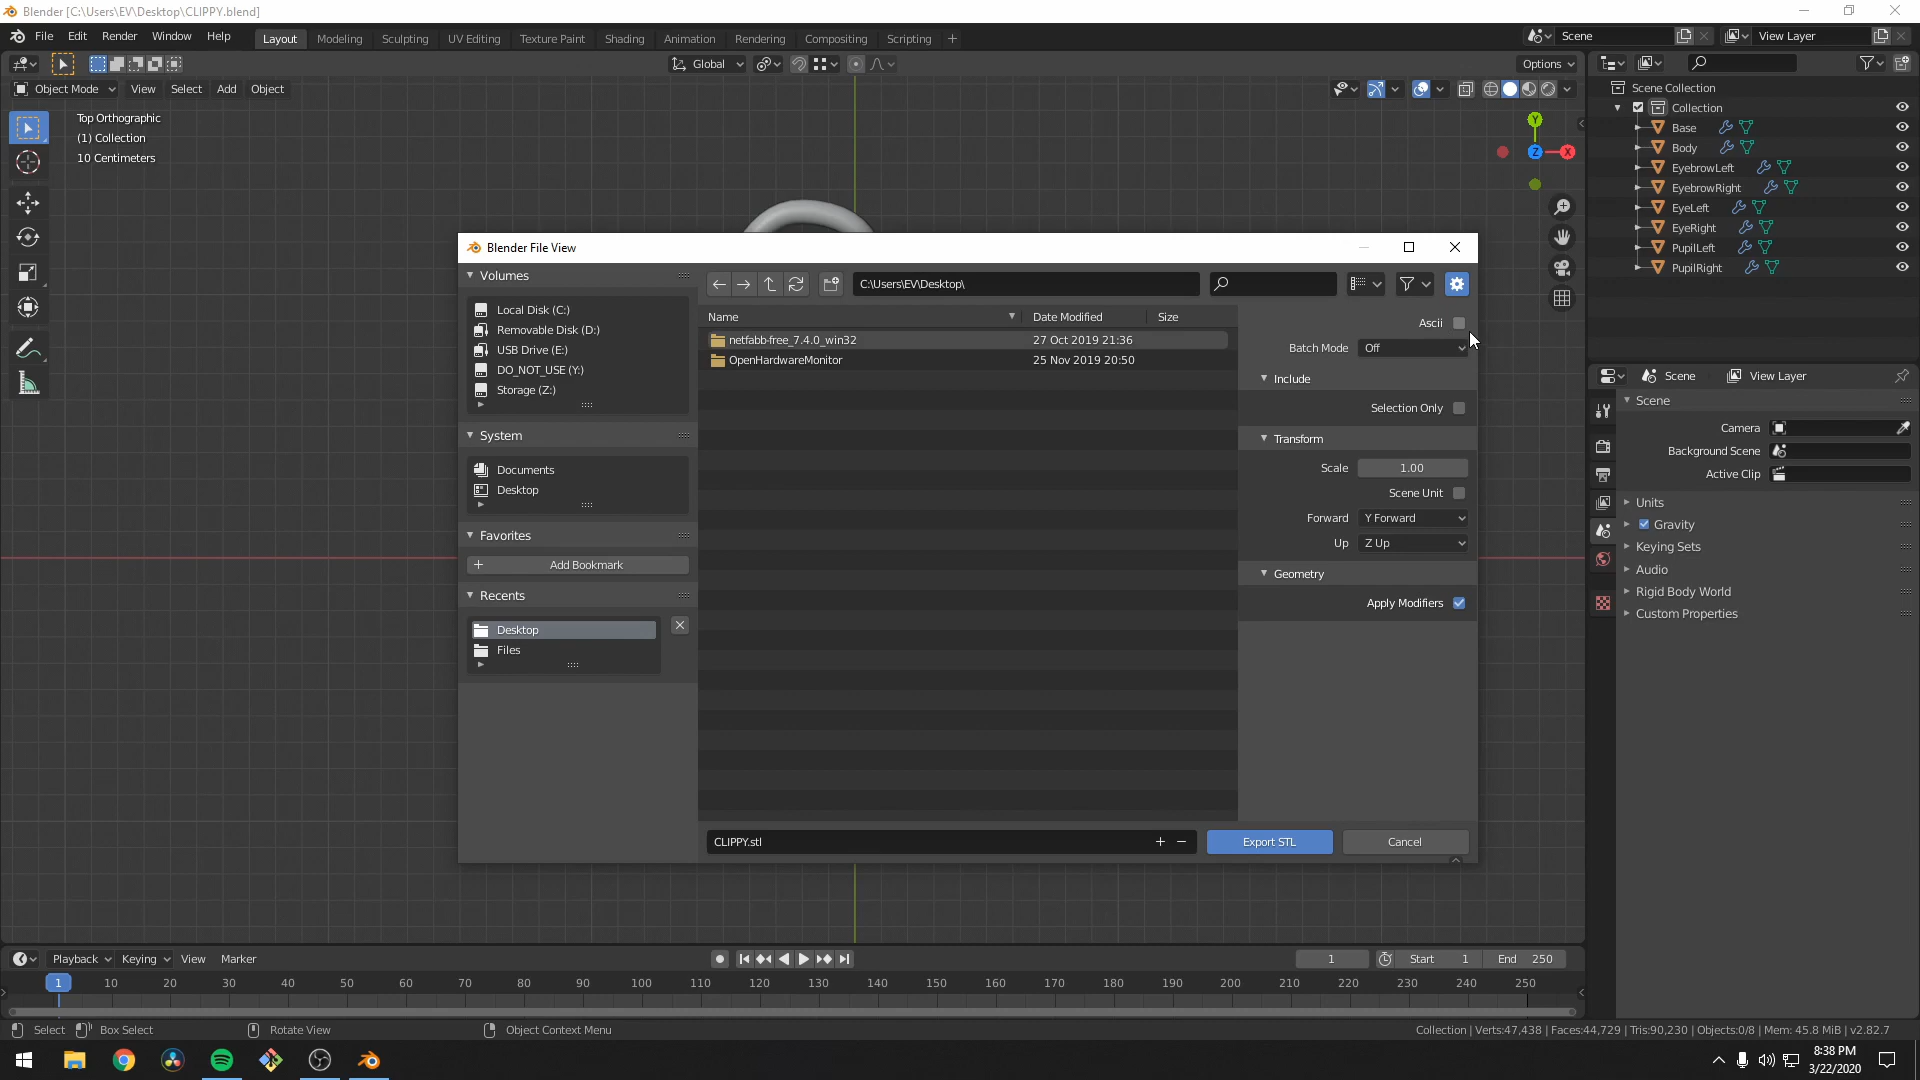 Blender [C:\Users\EV\Desktop\CLIPPY.blend]
File Edit Render Window Help
Layout Modeling Sculpting UV Editing Texture Paint Shading Animation Rendering Compositing Scripting +
Scene
View Layer
Global
Options
Object Mode View Select Add Object
Top Orthographic
(1) Collection
10 Centimeters
Y
Z
X
Scene Collection
Collection
Base
Body
EyebrowLeft
EyebrowRight
EyeLeft
EyeRight
PupilLeft
PupilRight
Blender File View
Volumes
Local Disk (C:)
Removable Disk (D:)
USB Drive (E:)
DO_NOT_USE (Y:)
Storage (Z:)
System
Documents
Desktop
Favorites
Add Bookmark
Recents
Desktop
Files
C:\Users\EV\Desktop\
Name Date Modified Size
netfabb-free_7.4.0_win32 27 Oct 2019 21:36
OpenHardwareMonitor 25 Nov 2019 20:50
Ascii
Batch Mode Off
Include
Selection Only
Transform
Scale 1.00
Scene Unit
Forward Y Forward
Up Z Up
Geometry
Apply Modifiers
CLIPPY.stl
Export STL
Cancel
Scene View Layer
Scene
Camera
Background Scene
Active Clip
Units
Gravity
Keying Sets
Audio
Rigid Body World
Custom Properties
Playback Keying View Marker
1 Start 1 End 250
1 10 20 30 40 50 60 70 80 90 100 110 120 130 140 150 160 170 180 190 200 210 220 230 240 250
Select Box Select Rotate View Object Context Menu
Collection | Verts:47,438 | Faces:44,729 | Tris:90,230 | Objects:0/8 | Mem: 45.8 MiB | v2.82.7
8:38 PM
3/22/2020